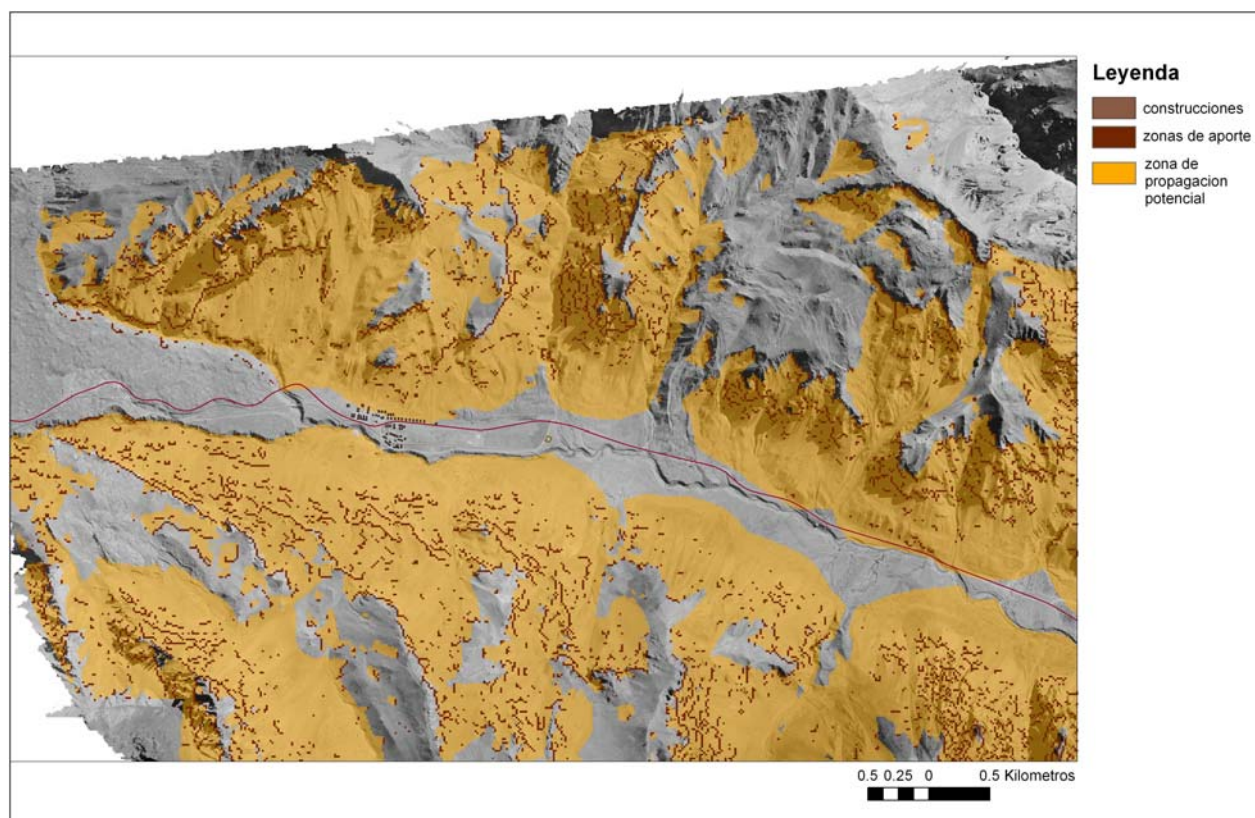 Leyenda
construcciones
zonas de aporte
zona de
propagacion
potencial
0.5 0.25 0 0.5 Kilometros